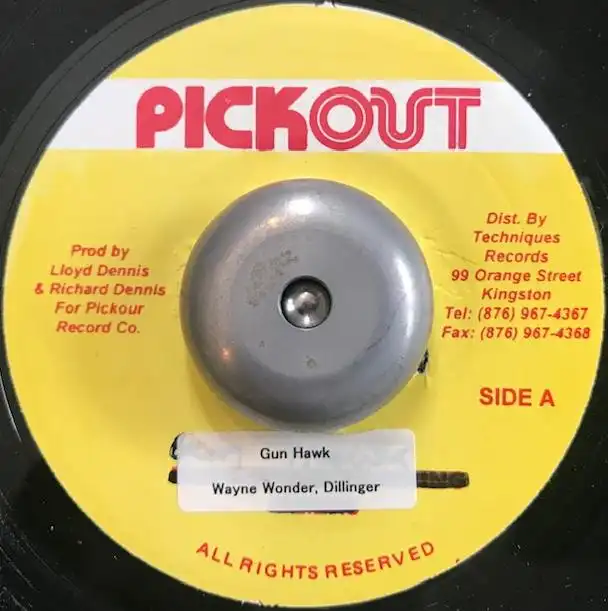 PICKOUT
Prod by
Lloyd Dennis
& Richard Dennis
For Pickour
Record Co.
Dist. By
Techniques
Records
99 Orange Street
Kingston
Tel: (876) 967-4367
Fax: (876) 967-4368
SIDE A
Gun Hawk
Wayne Wonder, Dillinger
ALL RIGHTS RESERVED